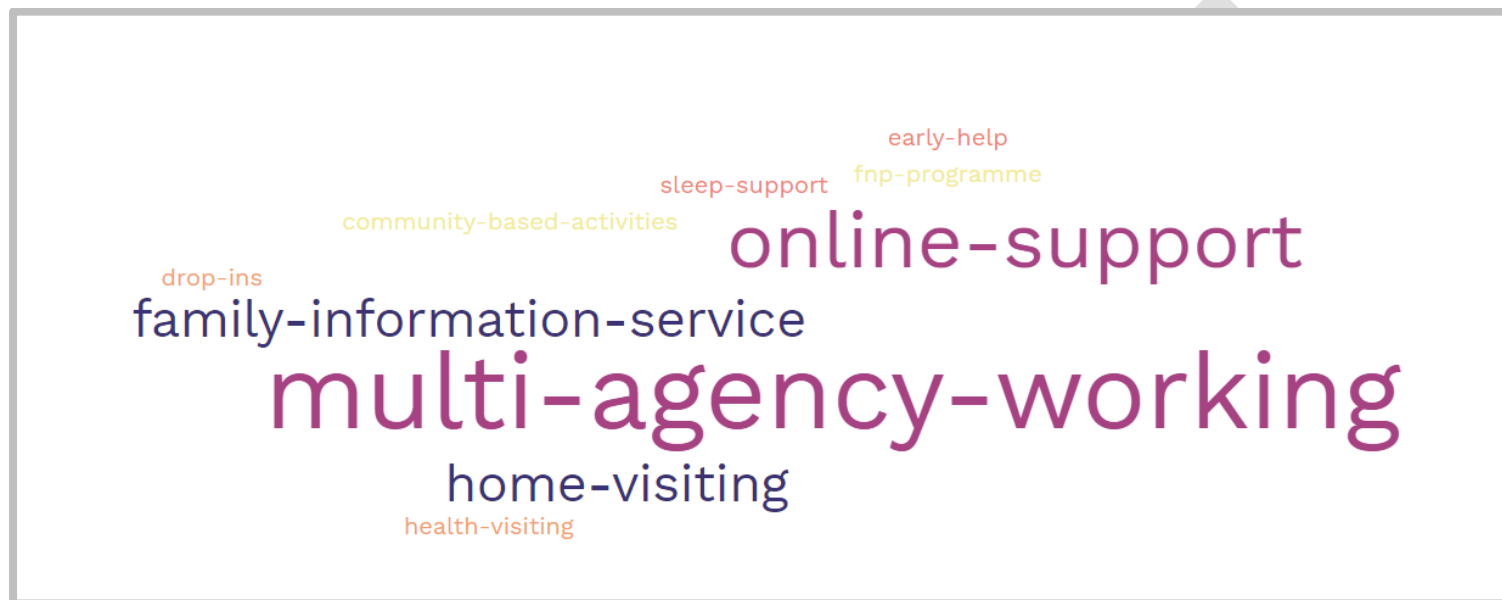 early-help
fnp-programme
sleep-support
community-based-activities
online-support
drop-ins
family-information-service
multi-agency-working
home-visiting
health-visiting